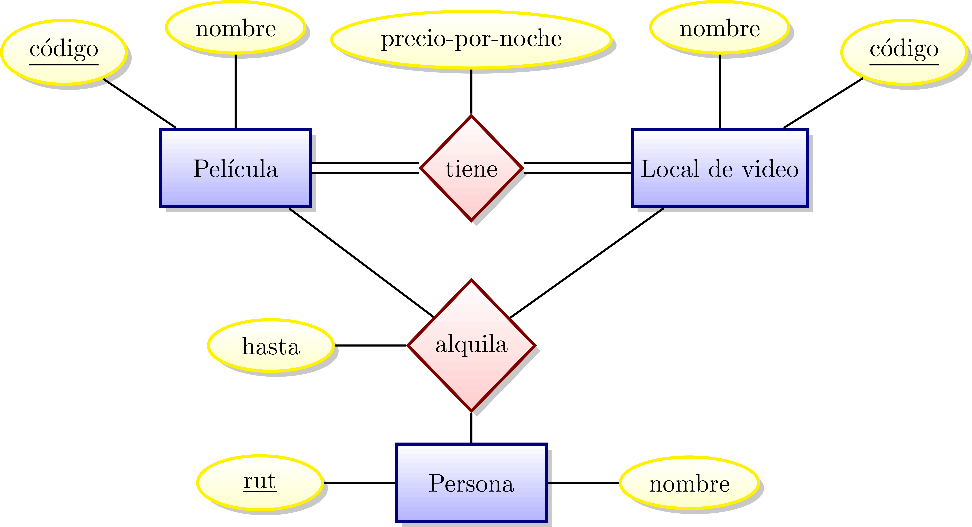 nombre
precio-por-noche
nombre
código
código
Película
tiene
Local de video
hasta
alquila
rut
Persona
nombre